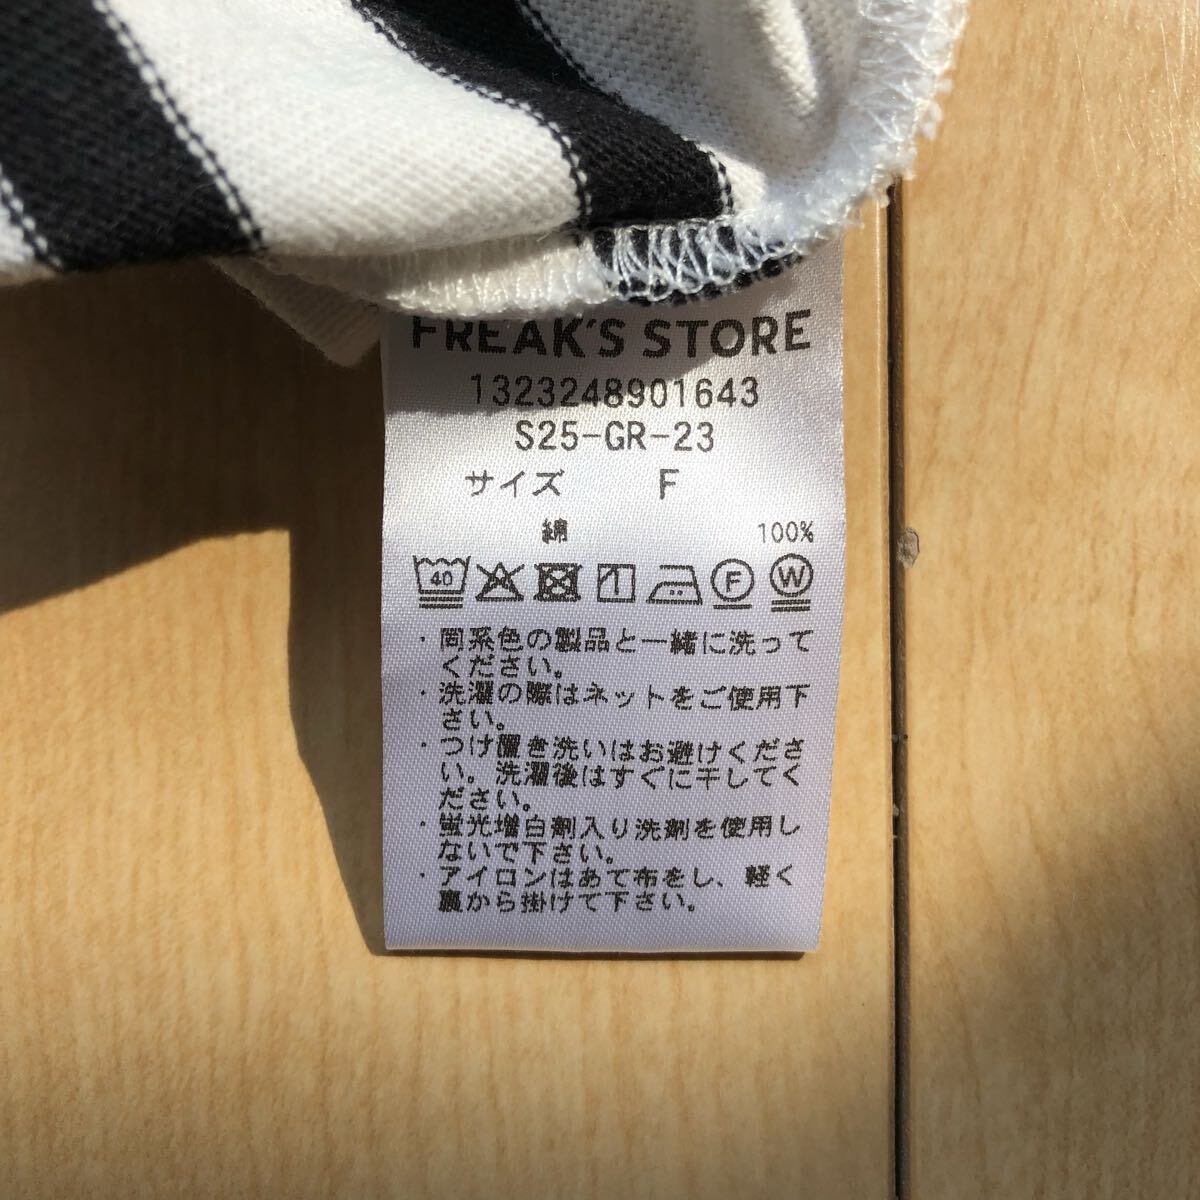 FREAK'S STORE
1323248901643
S25-GR-23
サイズ F
綿 100%
40 F W
・同系色の製品と一緒に洗って
ください。
・洗濯の際はネットをご使用下
さい。
・つけ置き洗いはお避けくださ
い。洗濯後はすぐに干してく
ださい。
・蛍光増白剤入り洗剤を使用し
ないで下さい。
・アイロンはあて布をし、軽く
裏から掛けて下さい。